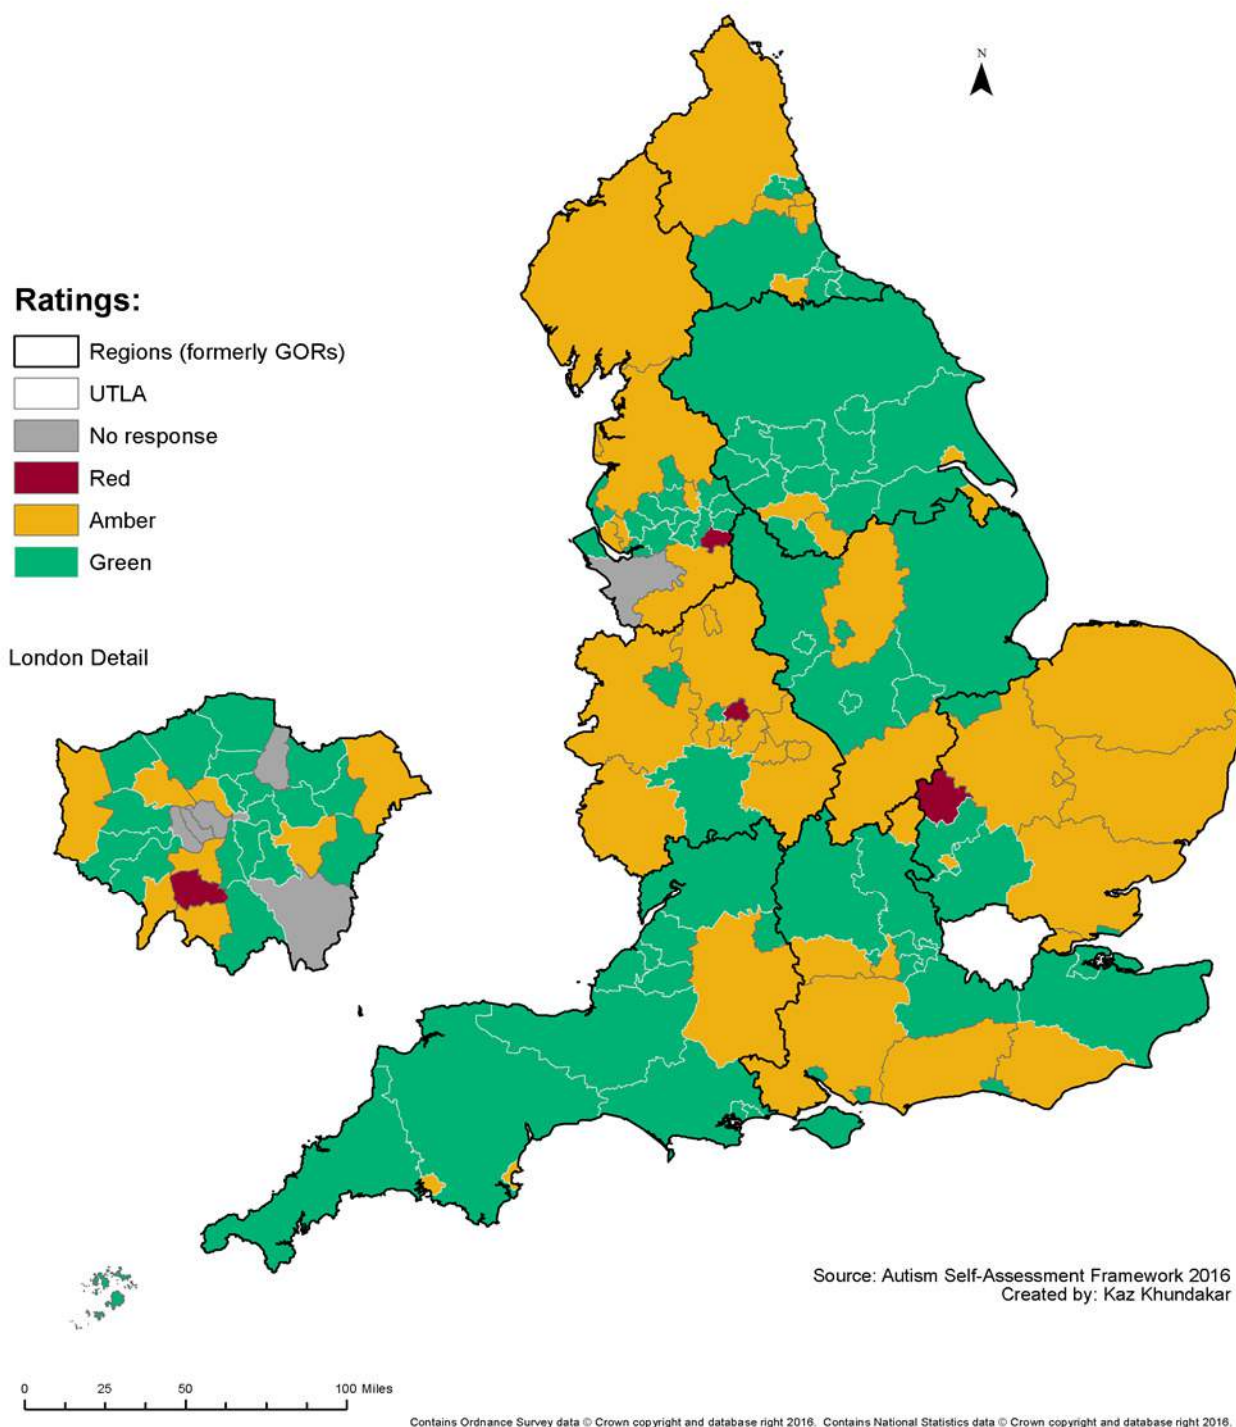 N
Ratings:
Regions (formerly GORs)
UTLA
No response
Red
Amber
Green
London Detail
Source: Autism Self-Assessment Framework 2016
Created by: Kaz Khundakar
0 25 50 100 Miles
Contains Ordnance Survey data © Crown copyright and database right 2016. Contains National Statistics data © Crown copyright and database right 2016.